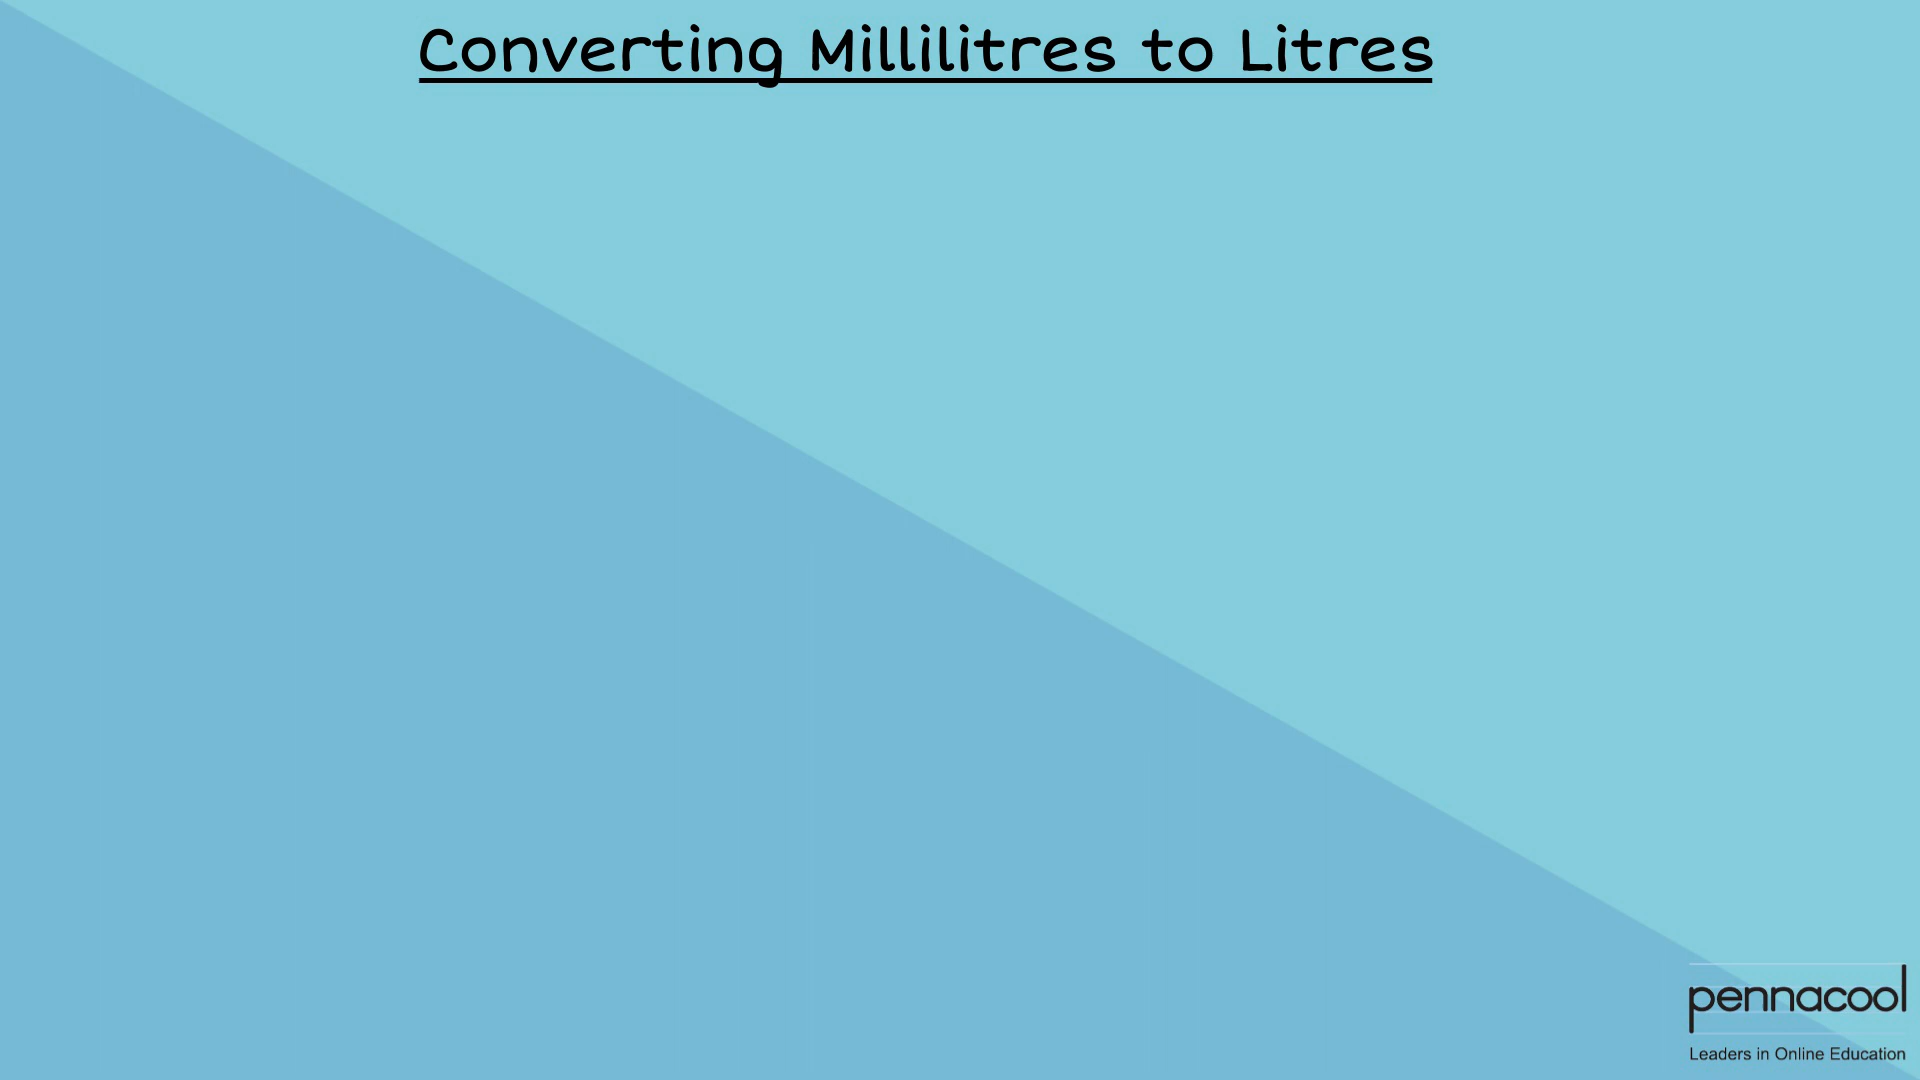 Converting Millilitres to Litres
pennacool
Leaders in Online Education